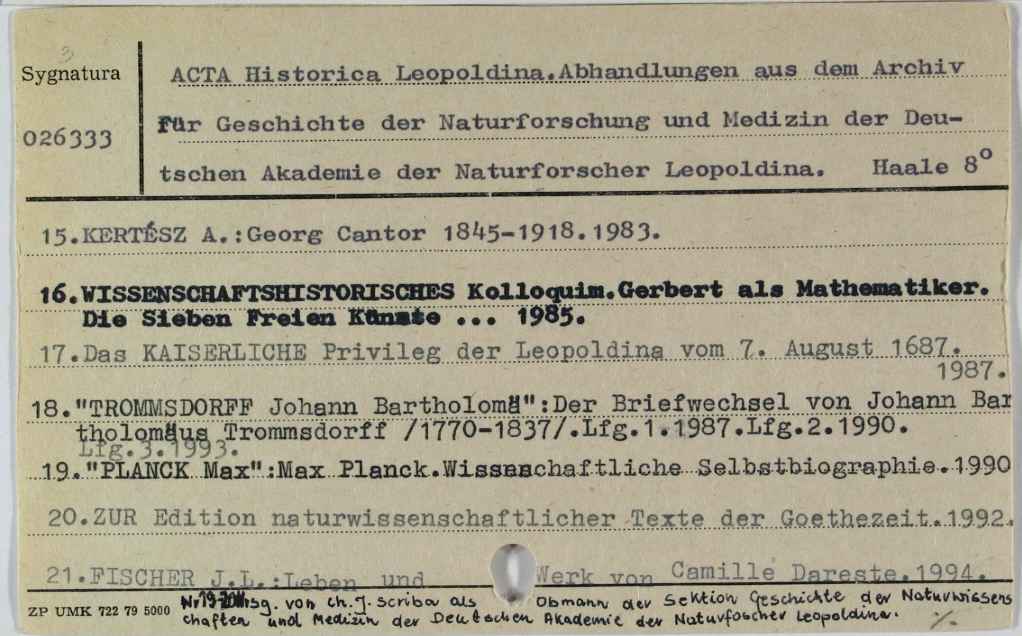 3
Sygnatura
026333
ACTA Historica Leopoldina.Abhandlungen aus dem Archiv
für Geschichte der Naturforschung und Medizin der Deu-
tschen Akademie der Naturforscher Leopoldina. Haale 8°
15.KERTÉSZ A.:Georg Cantor 1845-1918.1983.
16.WISSENSCHAFTSHISTORISCHES Kolloquim.Gerbert als Mathematiker.
Die Sieben Freien Künste ... 1985.
17.Das KAISERLICHE Privileg der Leopoldina vom 7. August 1687.
1987.
18."TROMMSDORFF Johann Bartholomä":Der Briefwechsel von Johann Bar
tholomäus Trommsdorff /1770-1837/.Lfg.1.1987.Lfg.2.1990.
Lfg.3.1993.
19."PLANCK Max":Max Planck.Wissenschaftliche Selbstbiographie.1990
20.ZUR Edition naturwissenschaftlicher Texte der Goethezeit.1992.
21.FISCHER J.L.:Leben und Werk von Camille Dareste.1994.
ZP UMK 722 79 5000 Nr 19-20 Hrsg. von Ch. J. Scriba als Obmann der Sektion Geschichte der Naturwissens
chaften und Medizin der Deutschen Akademie der Naturfoscher Leopoldina. ./.